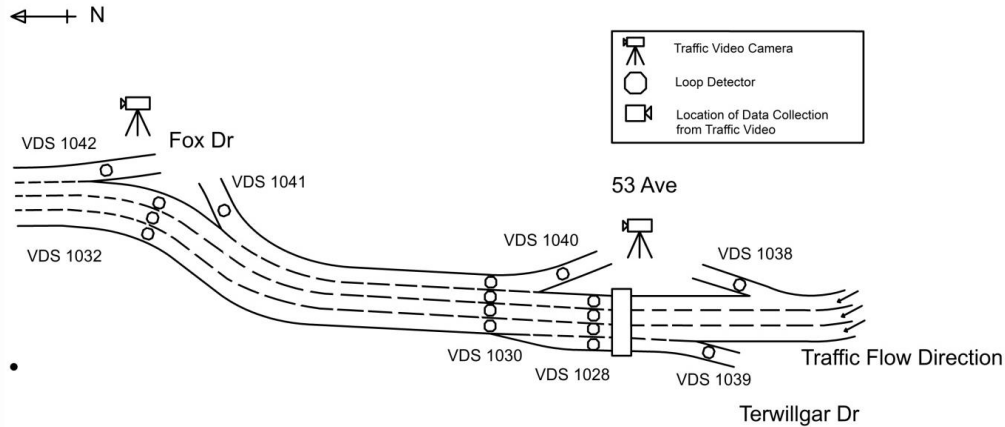 N
Traffic Video Camera
Loop Detector
Location of Data Collection
from Traffic Video
VDS 1042
Fox Dr
VDS 1041
53 Ave
VDS 1040
VDS 1038
VDS 1032
VDS 1030
VDS 1028
VDS 1039
Traffic Flow Direction
Terwillgar Dr